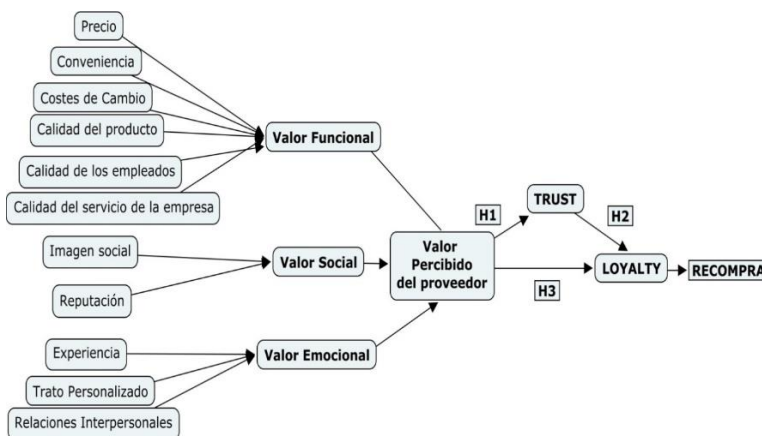 Precio
Conveniencia
Costes de Cambio
Calidad del producto
Calidad de los empleados
Calidad del servicio de la empresa
Valor Funcional
Imagen social
Reputación
Valor Social
Experiencia
Trato Personalizado
Relaciones Interpersonales
Valor Emocional
Valor
Percibido
del proveedor
H1
TRUST
H2
H3
LOYALTY
RECOMPRA